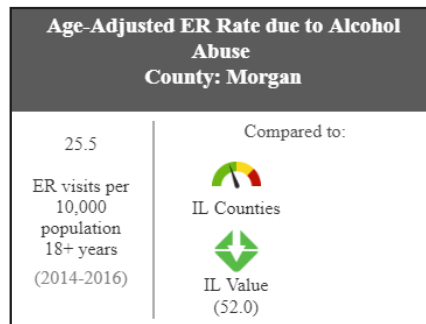 Age-Adjusted ER Rate due to Alcohol
Abuse
County: Morgan
25.5
ER visits per
10,000
population
18+ years
(2014-2016)
Compared to:
IL Counties
IL Value
(52.0)